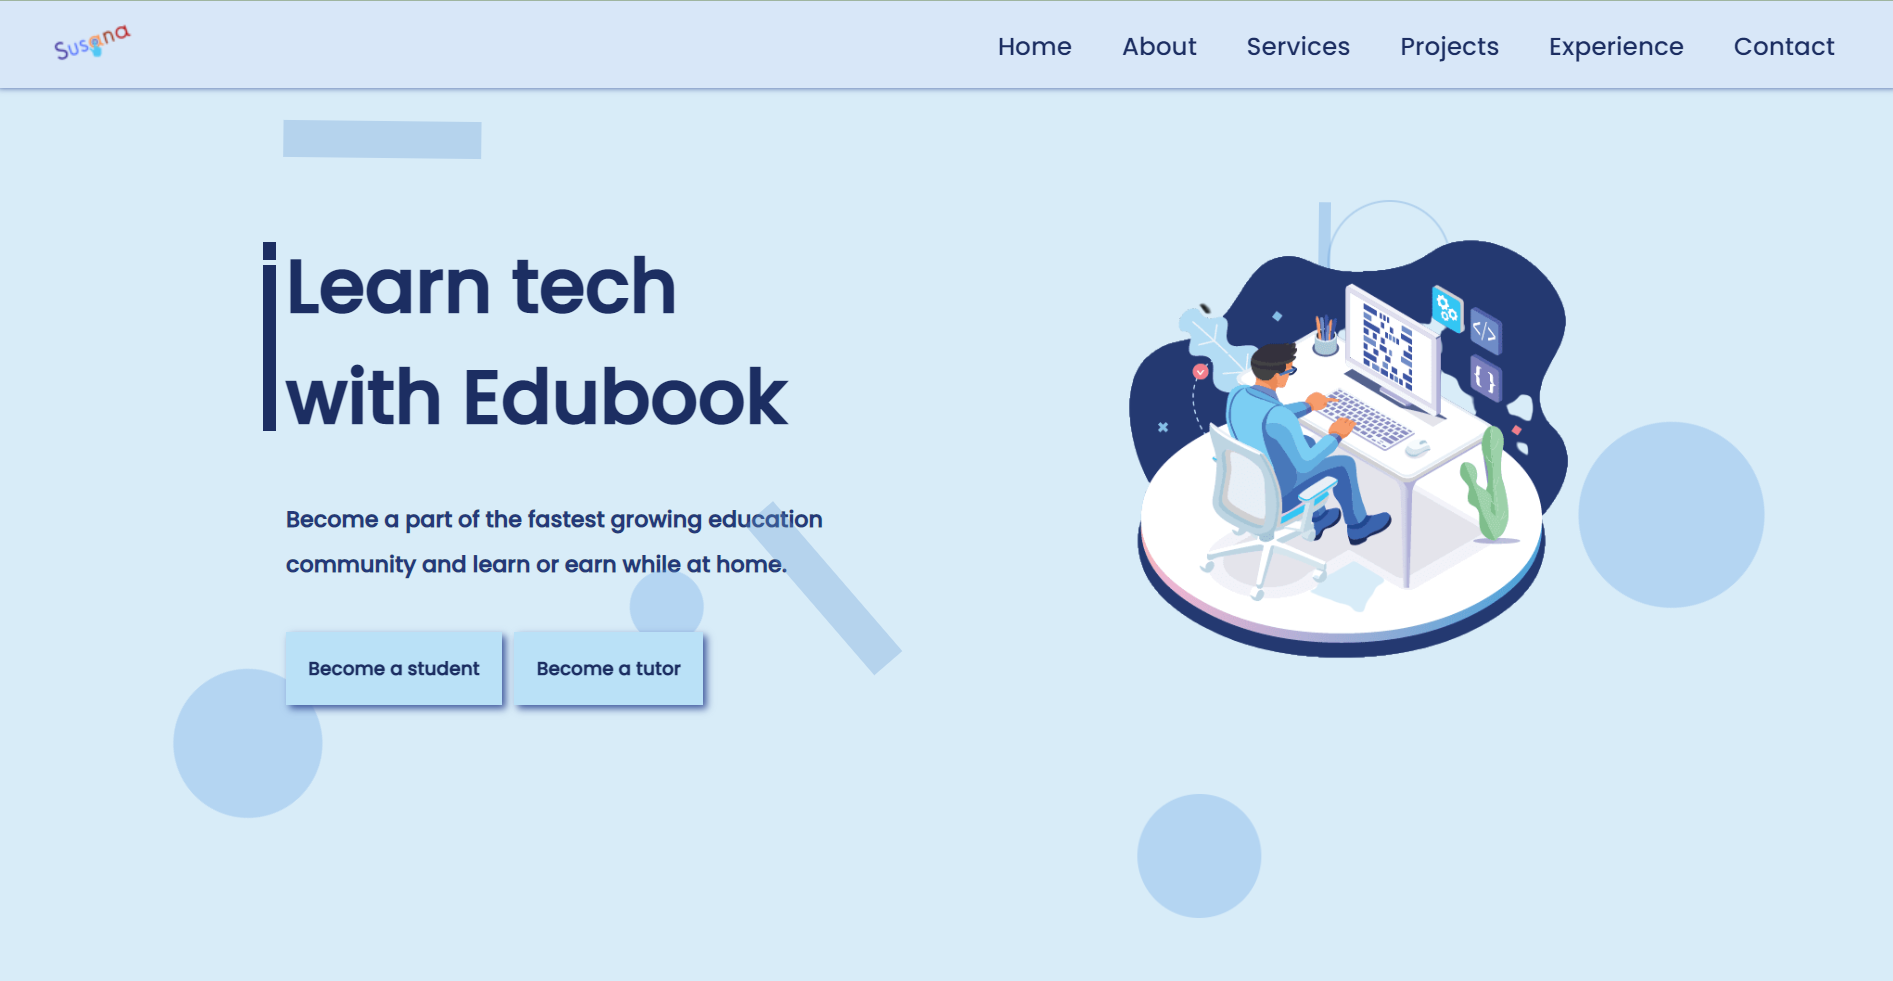 Susana
Home About Services Projects Experience Contact
Learn tech
with Edubook
Become a part of the fastest growing education
community and learn or earn while at home.
Become a student Become a tutor
</>
{ }